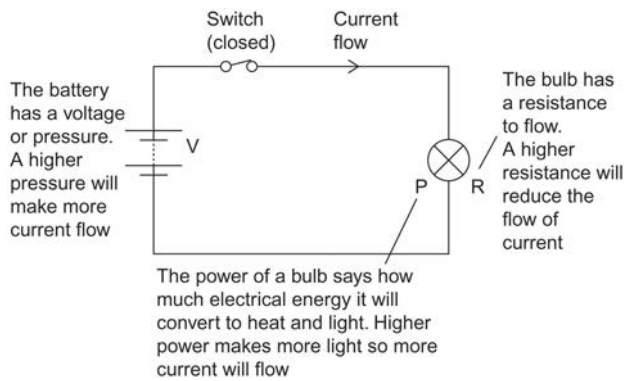 Switch
(closed)
Current
flow
The battery
has a voltage
or pressure.
A higher
pressure will
make more
current flow
V
The bulb has
a resistance
to flow.
A higher
resistance will
reduce the
flow of
current
P
R
The power of a bulb says how
much electrical energy it will
convert to heat and light. Higher
power makes more light so more
current will flow